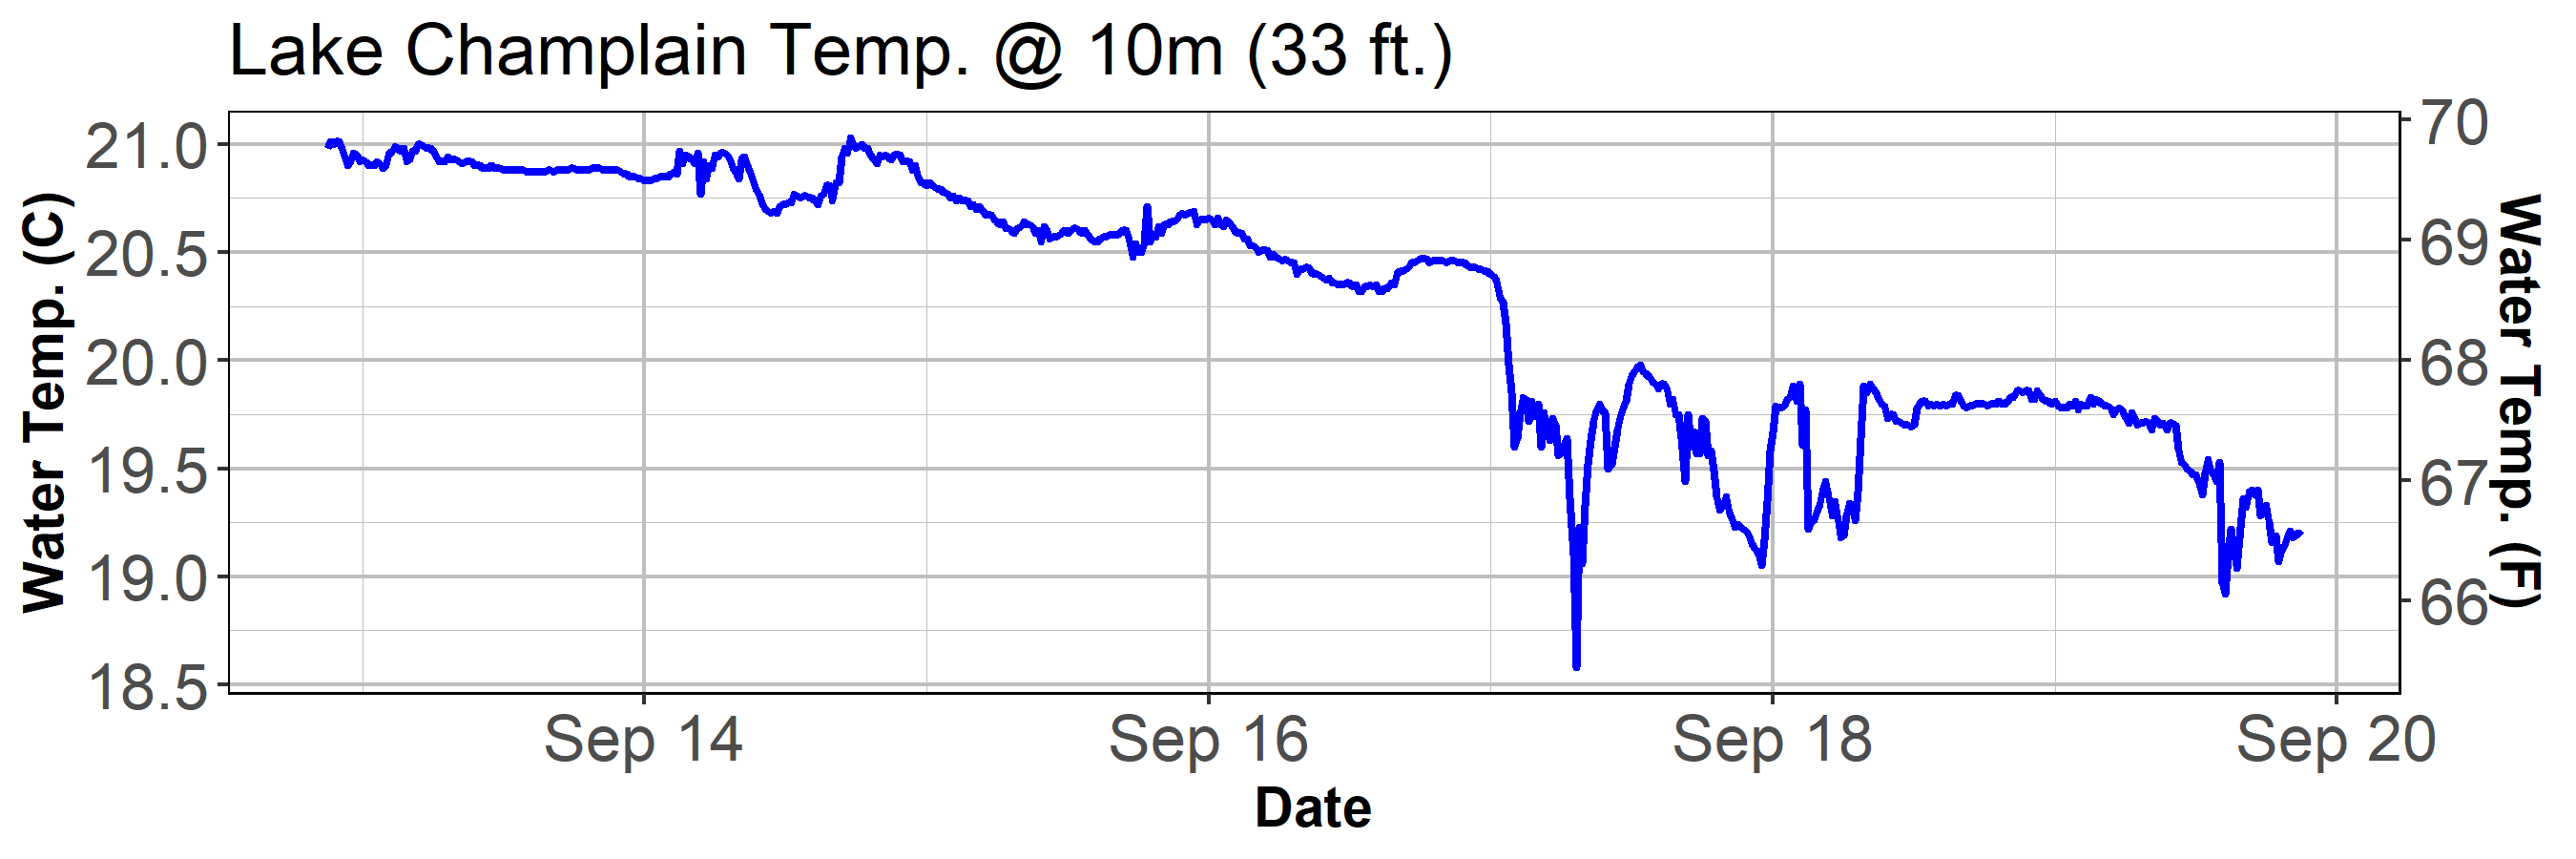 Lake Champlain Temp. @ 10m (33 ft.)
Water Temp. (C)
21.0
20.5
20.0
19.5
19.0
18.5
70
69
68
67
66
Water Temp. (F)
Sep 14
Sep 16
Sep 18
Sep 20
Date